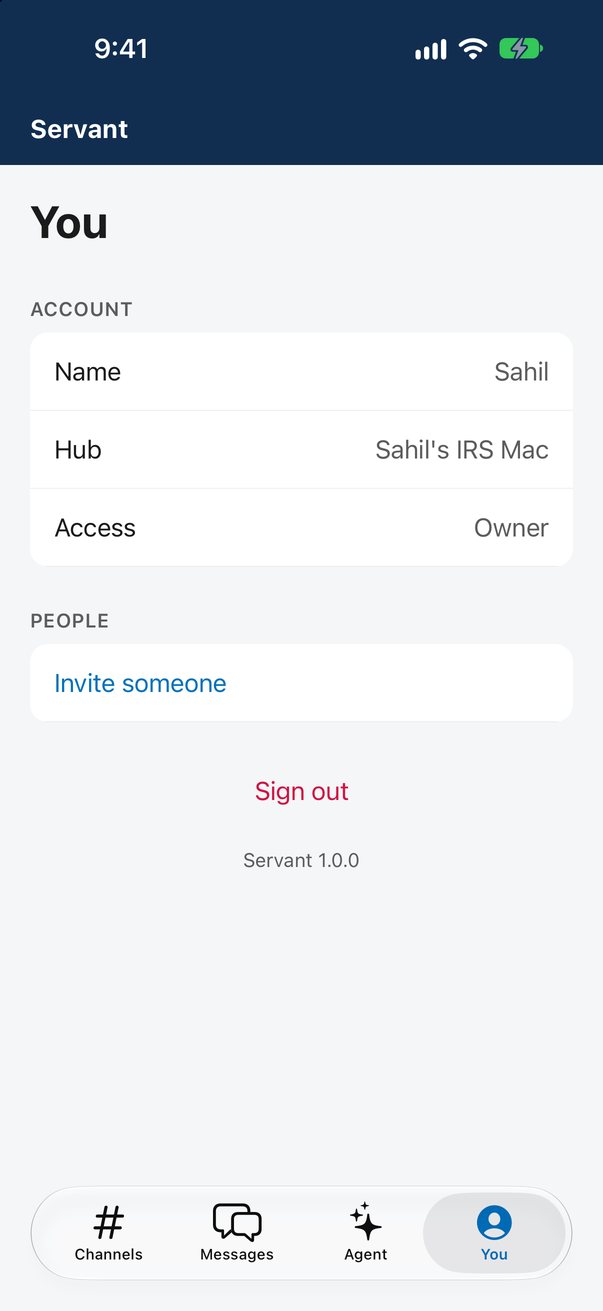 9:41
Servant
You
ACCOUNT
Name Sahil
Hub Sahil's IRS Mac
Access Owner
PEOPLE
Invite someone
Sign out
Servant 1.0.0
Channels Messages Agent You